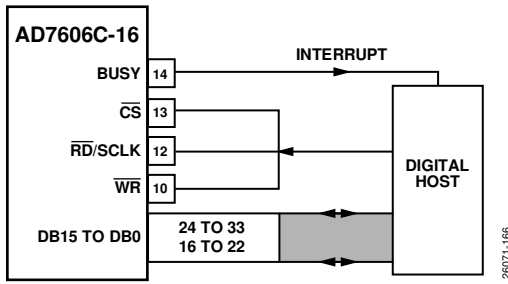 AD7606C-16
INTERRUPT
BUSY 14
CS 13
RD/SCLK 12
WR 10
DIGITAL
HOST
DB15 TO DB0
24 TO 33
16 TO 22
26071-166